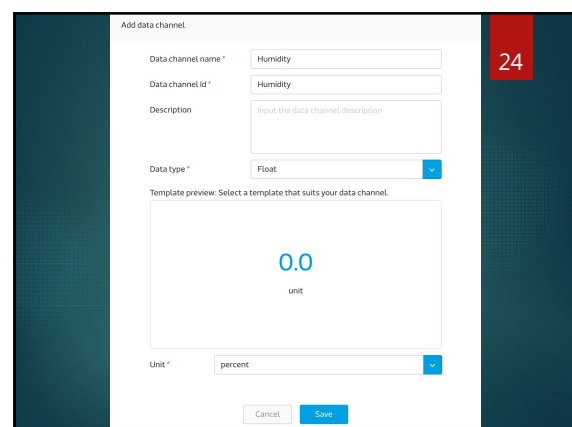 Add data channel
24
Data channel name * Humidity
Data channel Id * Humidity
Description Input the data channel description
Data type * Float
Template preview: Select a template that suits your data channel.
0.0
unit
Unit * percent
Cancel Save